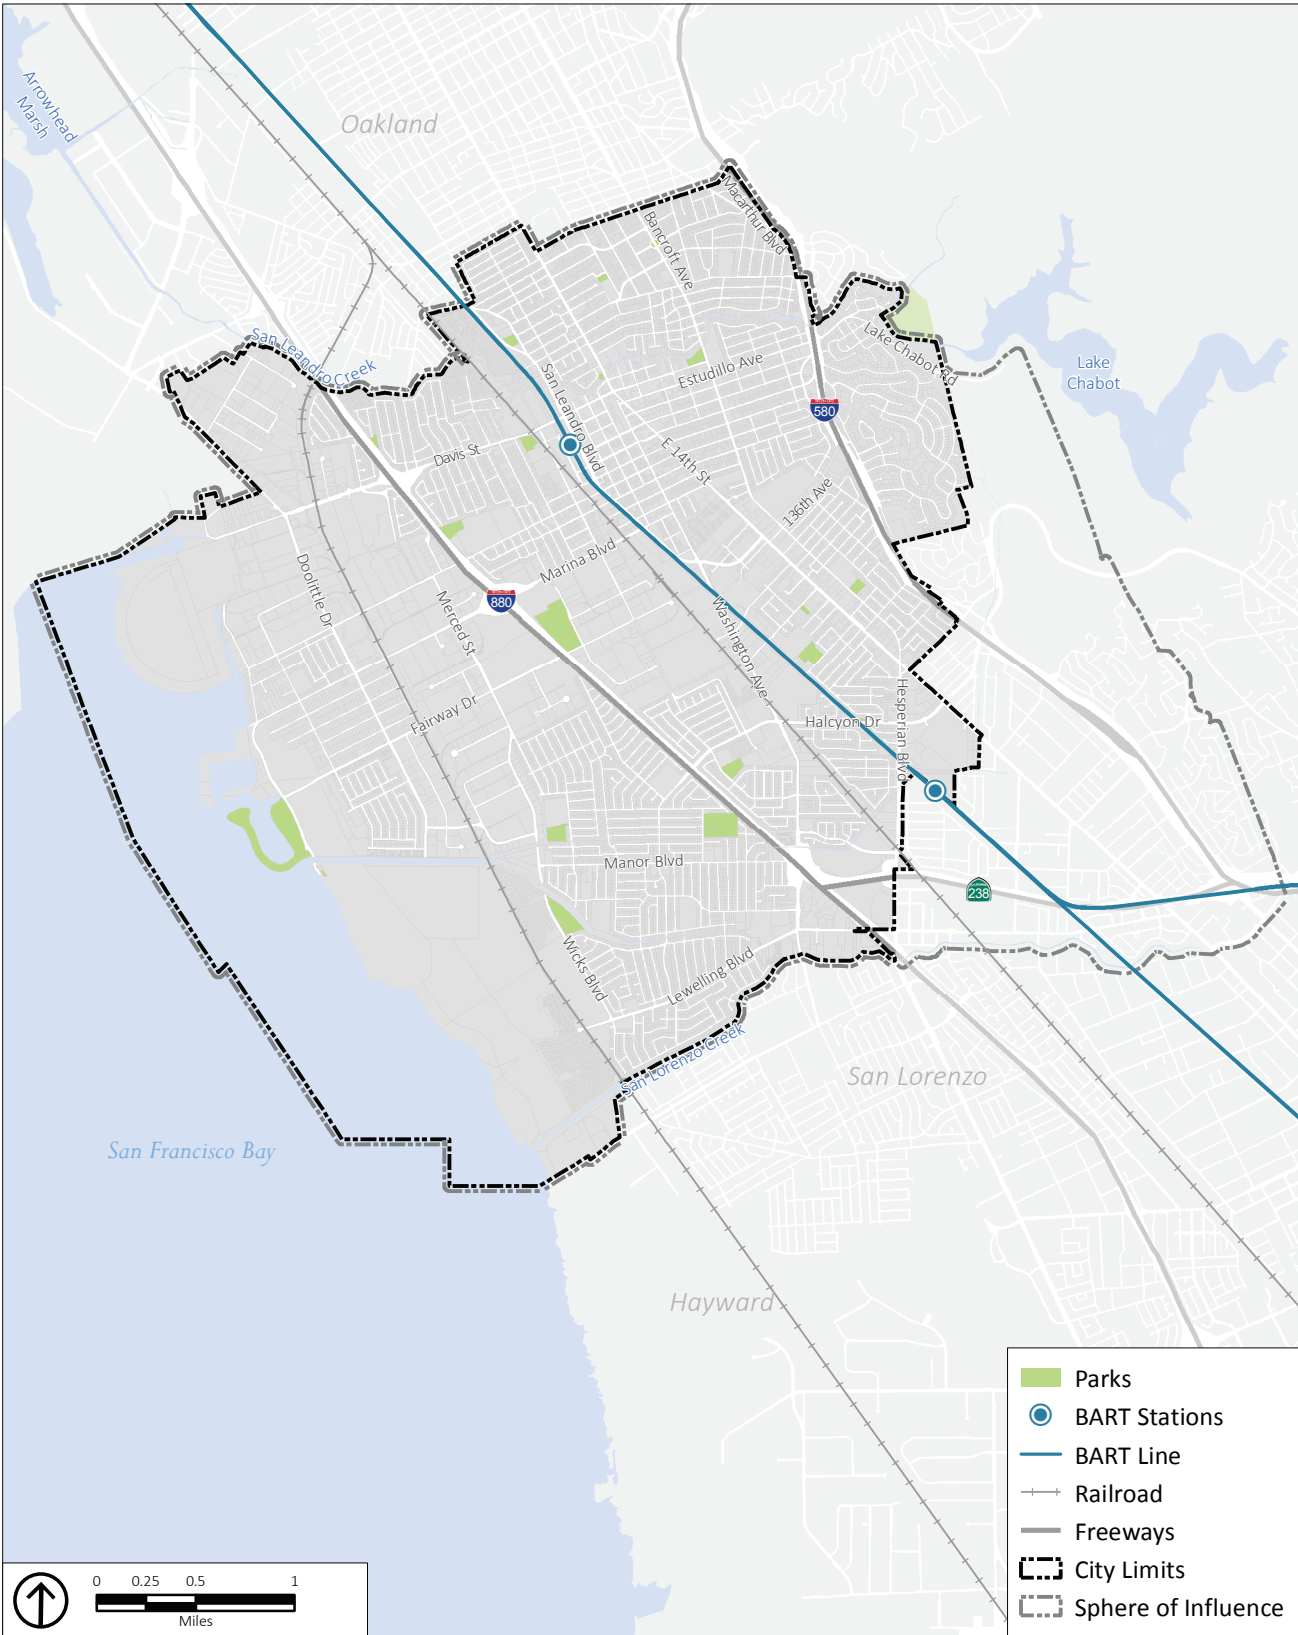 Arrowhead
Marsh
Oakland
Macarthur Blvd
Bancroft Ave
San Leandro Creek
Lake Chabot Rd
Lake
Chabot
Estudillo Ave
San Leandro Blvd
580
Davis St
E 14th St
136th Ave
Marina Blvd
Doolittle Dr
Merced St
880
Washington Ave
Fairway Dr
Halcyon Dr
Hesperian Blvd
Manor Blvd
238
Wicks Blvd
Lewelling Blvd
San Lorenzo Creek
San Lorenzo
San Francisco Bay
Hayward
Parks
BART Stations
BART Line
Railroad
Freeways
City Limits
Sphere of Influence
0 0.25 0.5 1
Miles